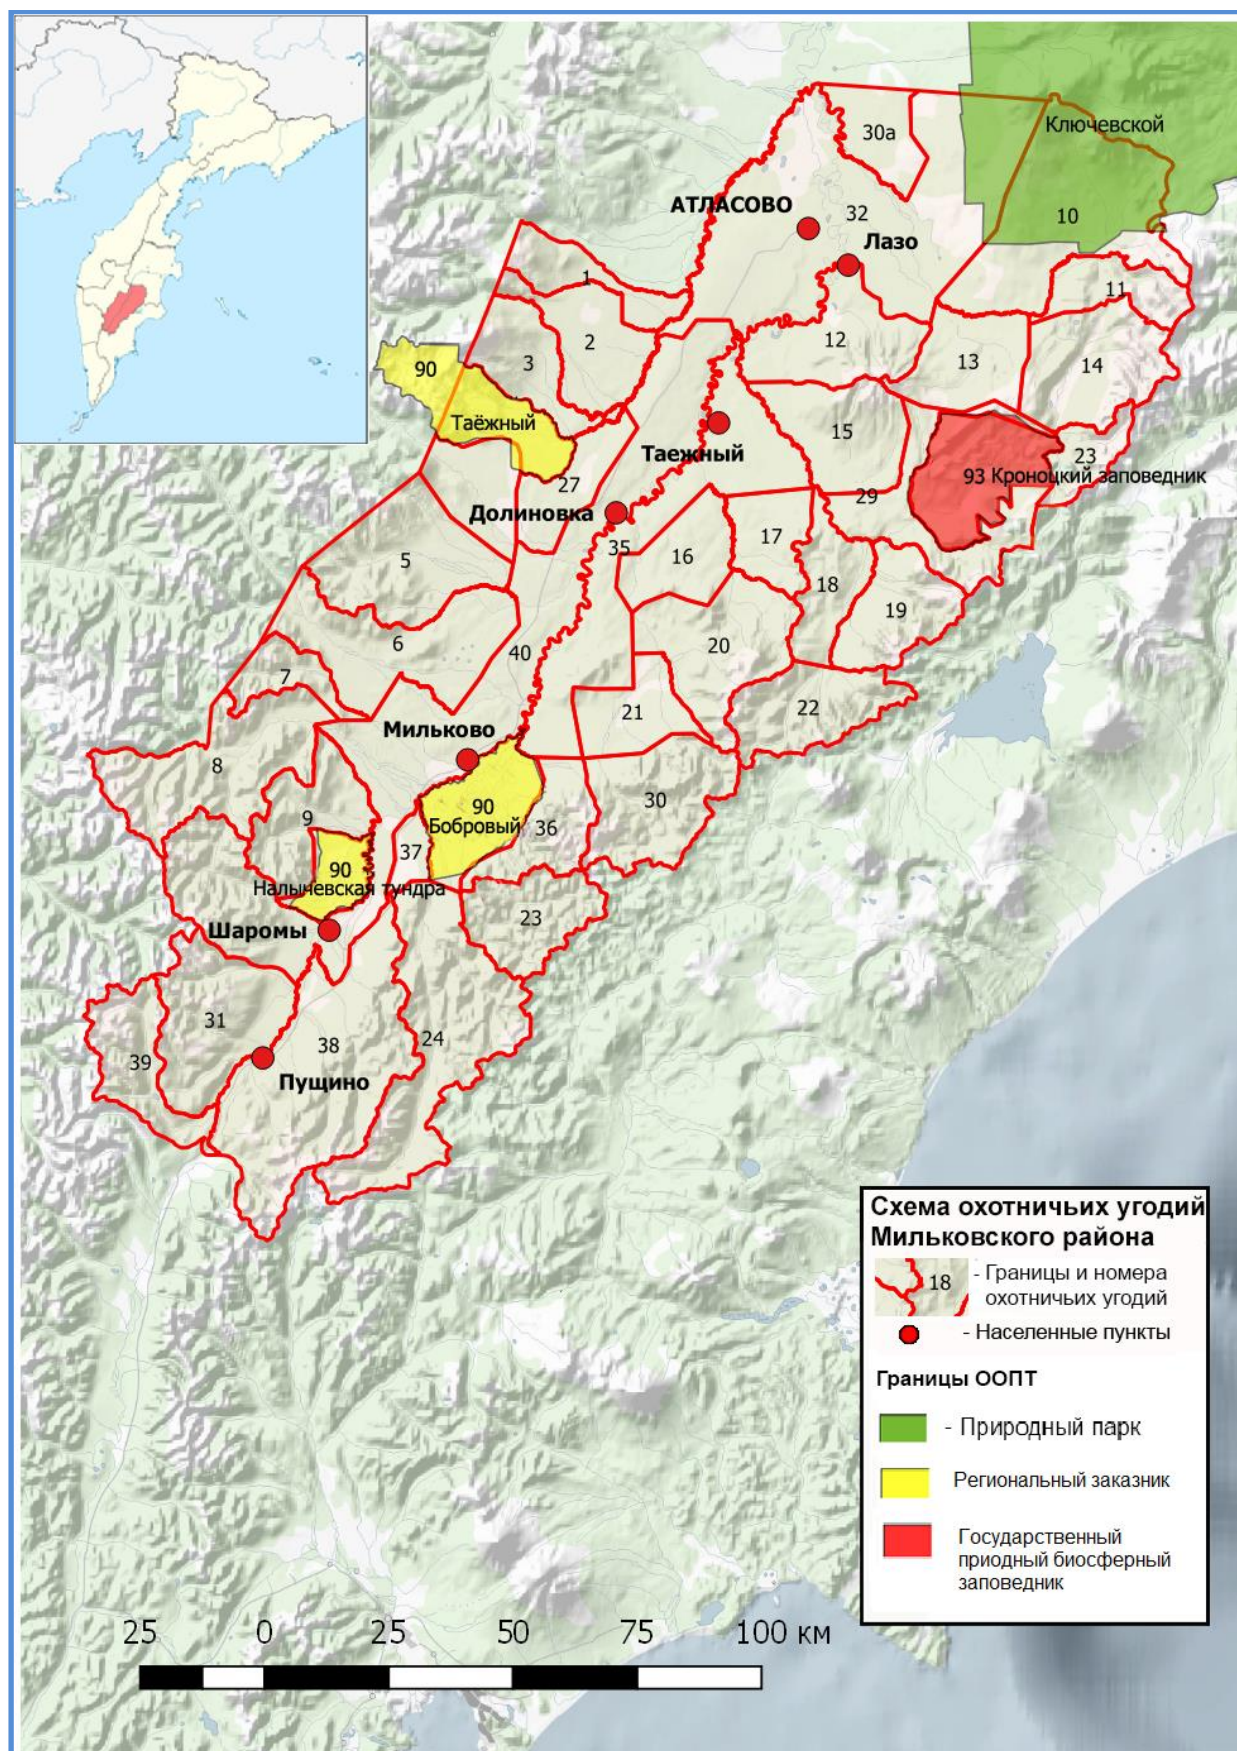 30а
Ключевской
АТЛАСОВО
32
10
Лазо
1
11
2
12
3
13
14
90
Таёжный
15
Таежный
23
27
93 Кроноцкий заповедник
29
Долиновка
35
17
16
5
18
19
6
20
40
7
21
22
Мильково
8
30
90
Бобровый
36
9
37
90
Налычевская тундра
23
Шаромы
31
38
24
39
Пущино
Схема охотничьих угодий
Мильковского района
18
- Границы и номера
охотничьих угодий
- Населенные пункты
Границы ООПТ
- Природный парк
Региональный заказник
Государственный
приодный биосферный
заповедник
25 0 25 50 75 100 км